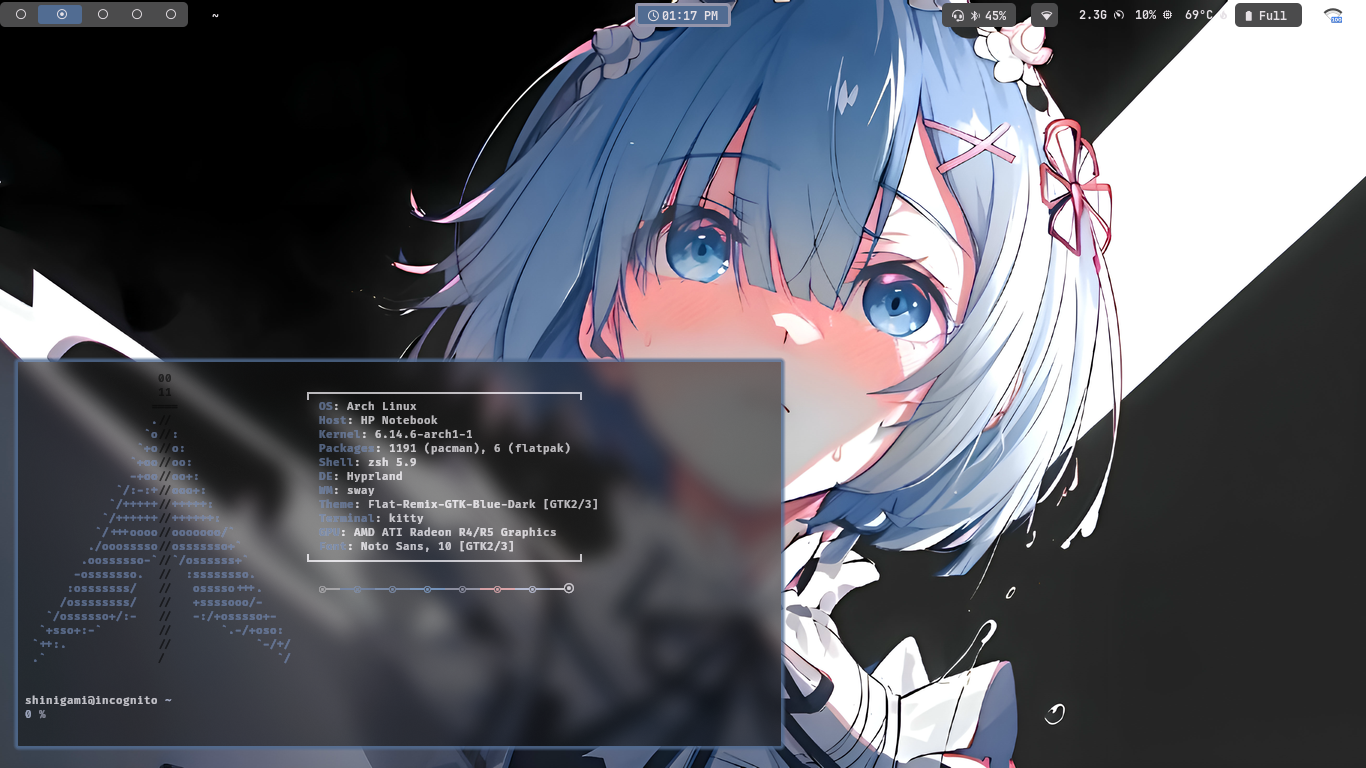 ~
01:17 PM
45%
2.3G 10% 69°C
Full
00
11
OS: Arch Linux
Host: HP Notebook
Kernel: 6.14.6-arch1-1
Packages: 1191 (pacman), 6 (flatpak)
Shell: zsh 5.9
DE: Hyprland
WM: sway
Theme: Flat-Remix-GTK-Blue-Dark [GTK2/3]
Terminal: kitty
GPU: AMD ATI Radeon R4/R5 Graphics
Font: Noto Sans, 10 [GTK2/3]
shinigami@incognito ~
0 %